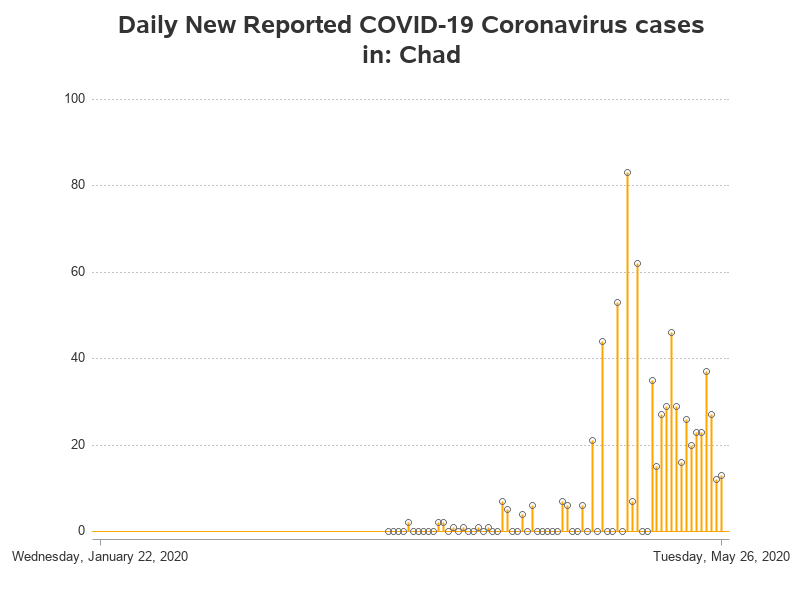 Daily New Reported COVID-19 Coronavirus cases
in: Chad
100
80
60
40
20
0
Wednesday, January 22, 2020
Tuesday, May 26, 2020